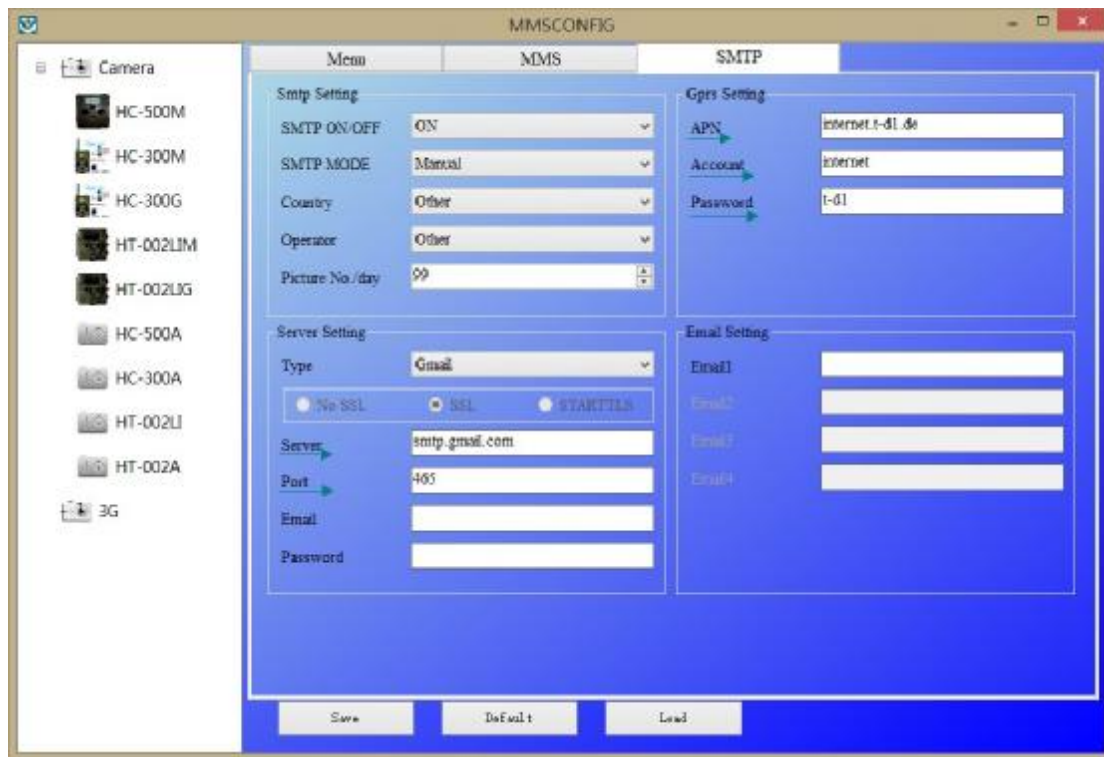 MMSCONFIG
Camera
HC-500M
HC-300M
HC-300G
HT-002LIM
HT-002LIG
HC-500A
HC-300A
HT-002LI
HT-002A
3G
Menu
MMS
SMTP
Smtp Setting
SMTP ON/OFF
ON
SMTP MODE
Manual
Country
Other
Operator
Other
Picture No./day
99
Gprs Setting
APN
internet.t-d1.de
Account
internet
Password
t-d1
Server Setting
Type
Gmail
No SSL
SSL
STARTTLS
Server
smtp.gmail.com
Port
465
Email
Password
Email Setting
Email1
Email2
Email3
Email4
Save
Default
Load